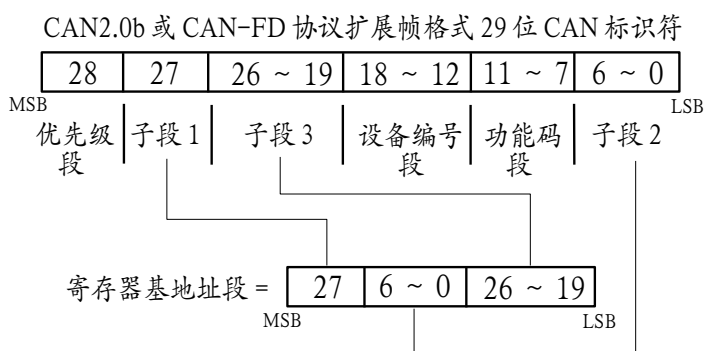 CAN2.0b 或 CAN-FD 协议扩展帧格式 29 位 CAN 标识符
28 27 26 ~ 19 18 ~ 12 11 ~ 7 6 ~ 0
MSB LSB
优先级段 子段 1 子段 3 设备编号段 功能码段 子段 2
寄存器基地址段 = 27 6 ~ 0 26 ~ 19
MSB LSB